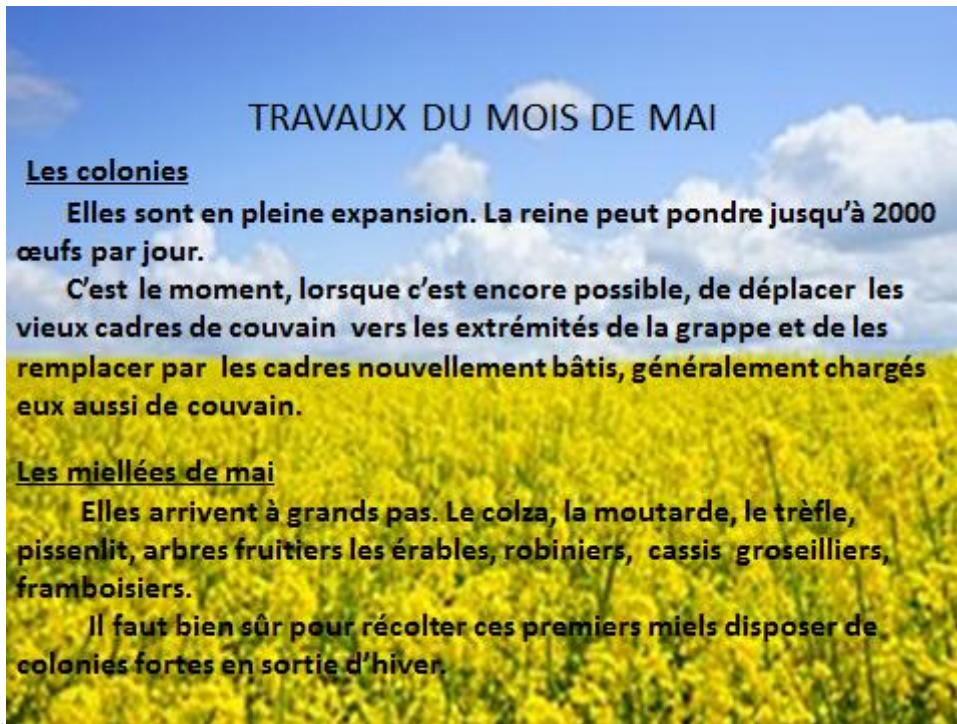 TRAVAUX DU MOIS DE MAI
Les colonies
Elles sont en pleine expansion. La reine peut pondre jusqu'à 2000
œufs par jour.
C'est le moment, lorsque c'est encore possible, de déplacer les
vieux cadres de couvain vers les extrémités de la grappe et de les
remplacer par les cadres nouvellement bâtis, généralement chargés
eux aussi de couvain.
Les miellées de mai
Elles arrivent à grands pas. Le colza, la moutarde, le trèfle,
pissenlit, arbres fruitiers les érables, robiniers, cassis groseilliers,
framboisiers.
Il faut bien sûr pour récolter ces premiers miels disposer de
colonies fortes en sortie d'hiver.